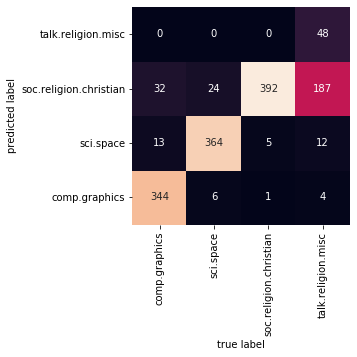 predicted label
talk.religion.misc 0 0 0 48
soc.religion.christian 32 24 392 187
sci.space 13 364 5 12
comp.graphics 344 6 1 4
comp.graphics
sci.space
soc.religion.christian
talk.religion.misc
true label